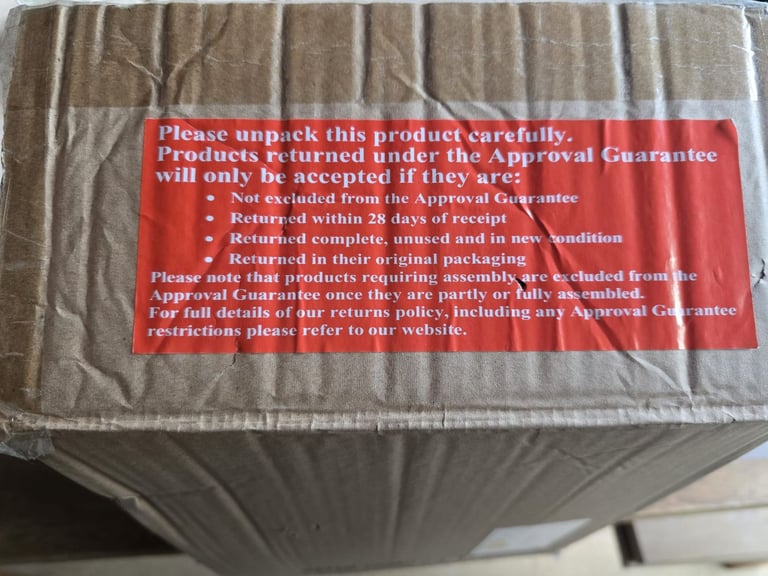 Please unpack this product carefully.
Products returned under the Approval Guarantee
will only be accepted if they are:
• Not excluded from the Approval Guarantee
• Returned within 28 days of receipt
• Returned complete, unused and in new condition
• Returned in their original packaging
Please note that products requiring assembly are excluded from the
Approval Guarantee once they are partly or fully assembled.
For full details of our returns policy, including any Approval Guarantee
restrictions please refer to our website.